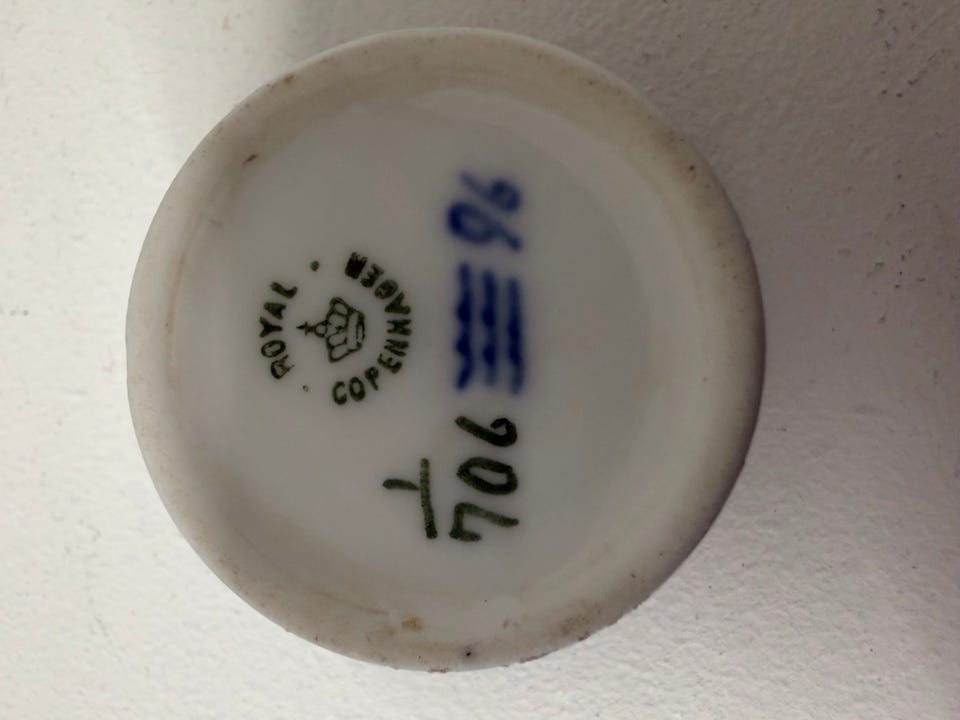 ROYAL
COPENHAGEN
1
706 96